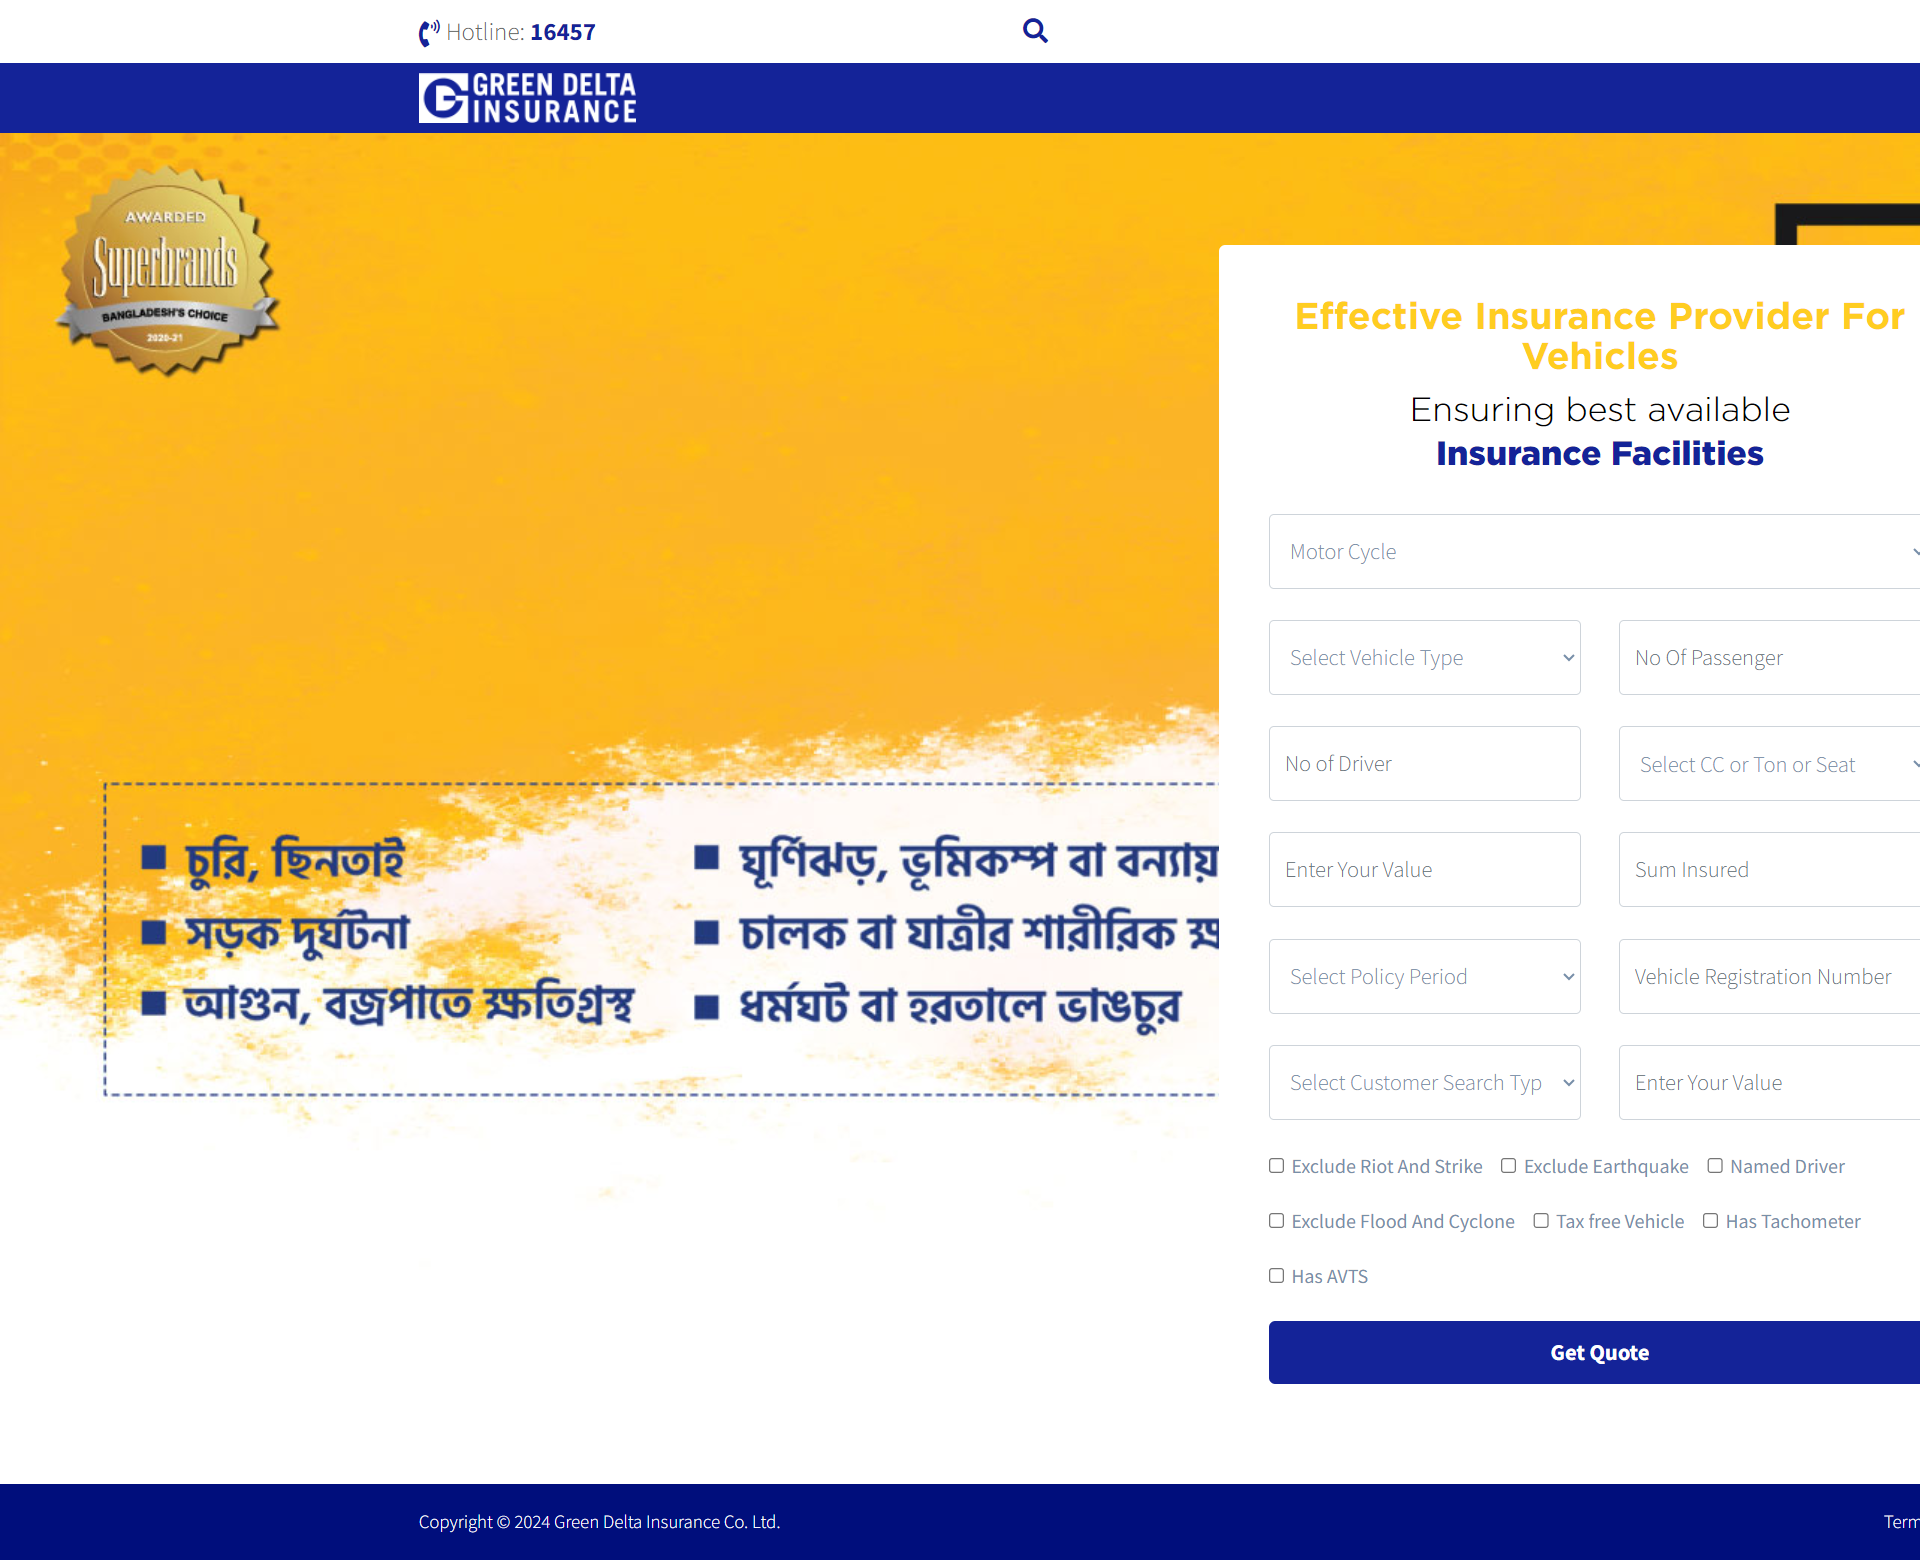 Hotline: 16457
GREEN DELTA
INSURANCE
AWARDED
Superbrands
BANGLADESH'S CHOICE
2020-21
চুরি, ছিনতাই
সড়ক দুর্ঘটনা
আগুন, বজ্রপাতে ক্ষতিগ্রস্থ
ঘূর্ণিঝড়, ভূমিকম্প বা বন্যায়
চালক বা যাত্রীর শারীরিক ক্ষ
ধর্মঘট বা হরতালে ভাঙচুর
Effective Insurance Provider For
Vehicles
Ensuring best available
Insurance Facilities
Motor Cycle
Select Vehicle Type
No Of Passenger
No of Driver
Select CC or Ton or Seat
Enter Your Value
Sum Insured
Select Policy Period
Vehicle Registration Number
Select Customer Search Typ
Enter Your Value
Exclude Riot And Strike
Exclude Earthquake
Named Driver
Exclude Flood And Cyclone
Tax free Vehicle
Has Tachometer
Has AVTS
Get Quote
Copyright © 2024 Green Delta Insurance Co. Ltd.
Term